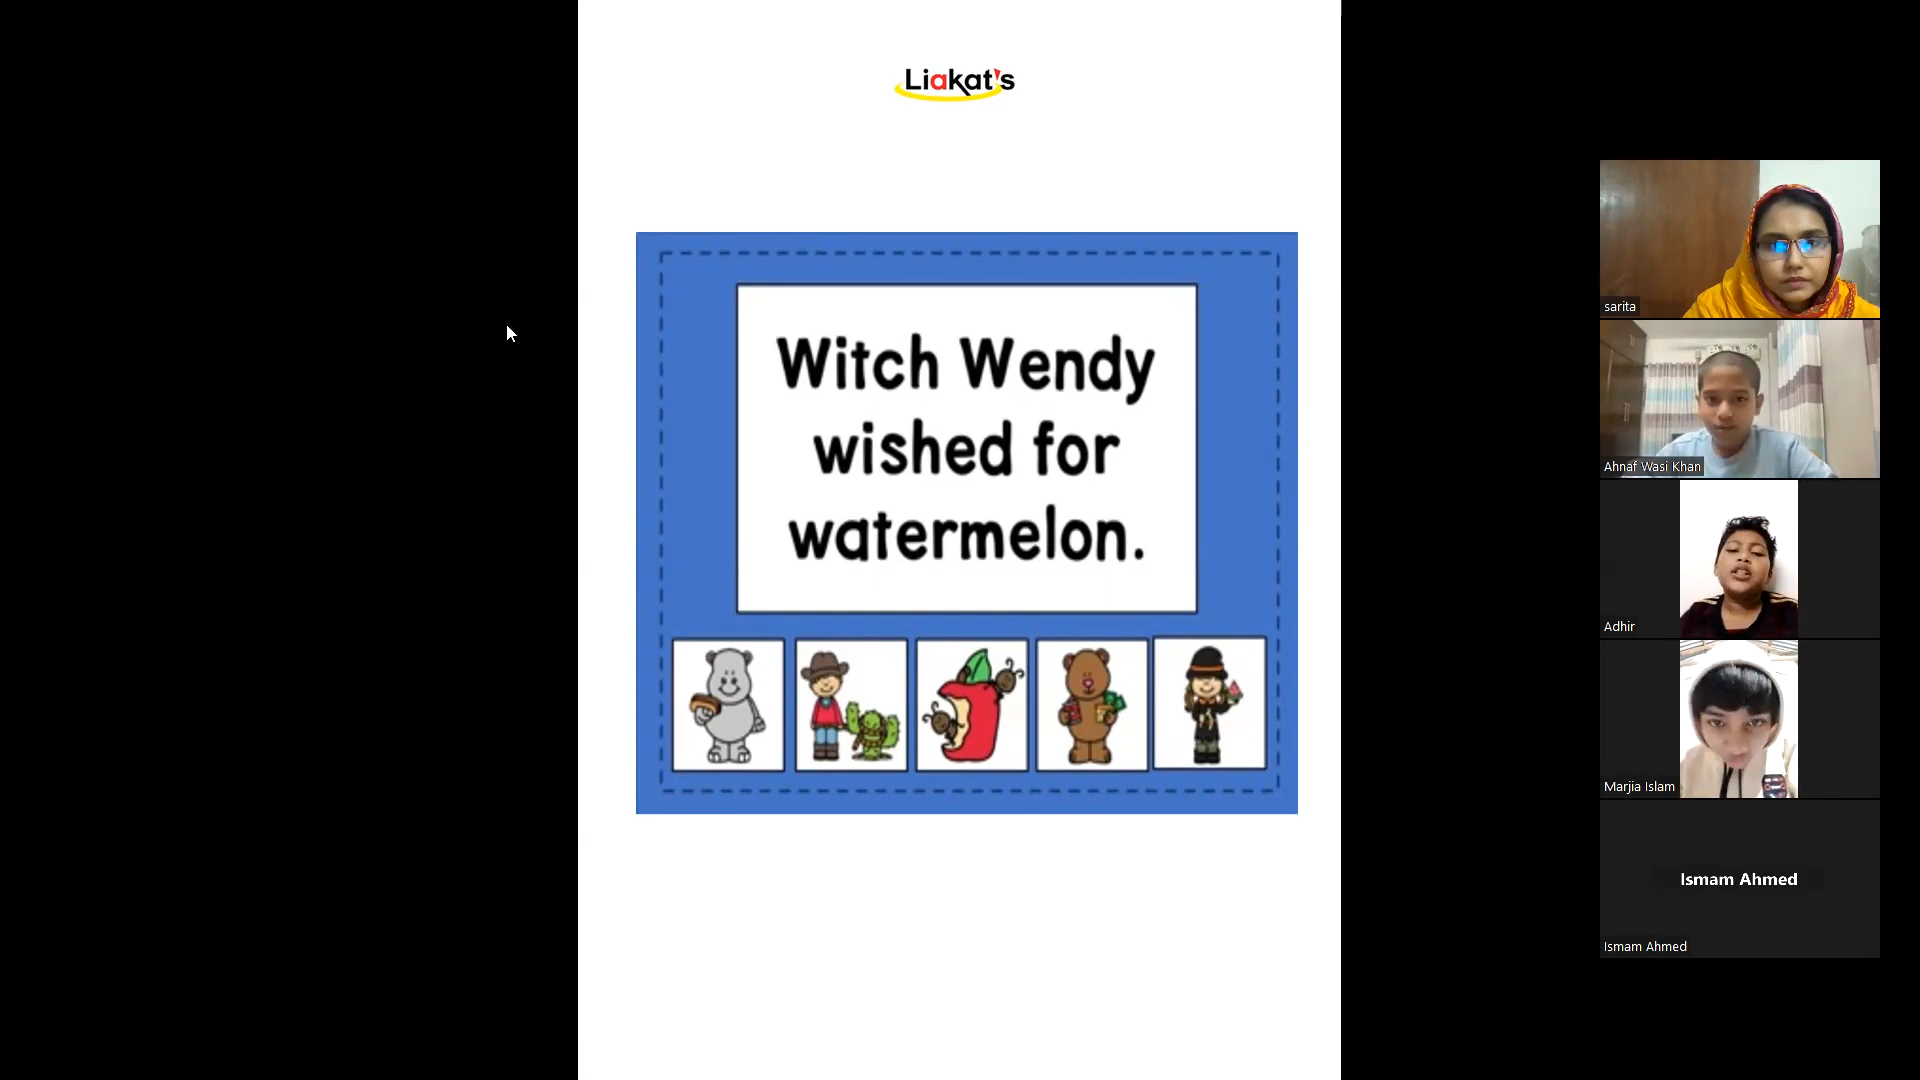 Liakat's
Witch Wendy
wished for
watermelon.
sarita
Ahnaf Wasi Khan
Adhir
Marjia Islam
Ismam Ahmed
Ismam Ahmed